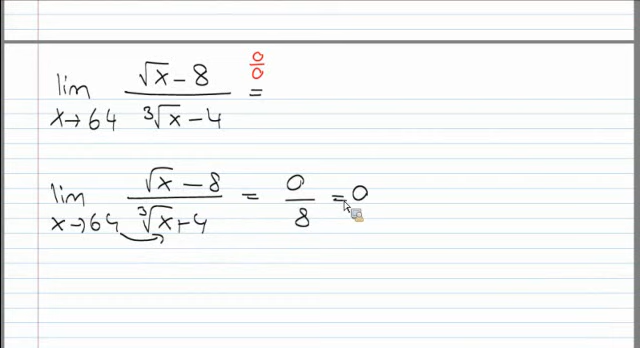 lim x→64 (√x - 8)/(³√x - 4) = 0/0
lim x→64 (√x - 8)/(³√x + 4) = 0/8 = 0